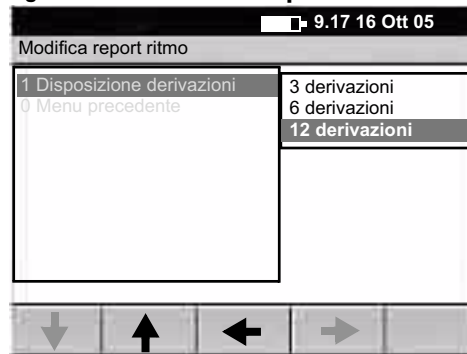 9.17 16 Ott 05
Modifica report ritmo
1 Disposizione derivazioni
0 Menu precedente
3 derivazioni
6 derivazioni
12 derivazioni